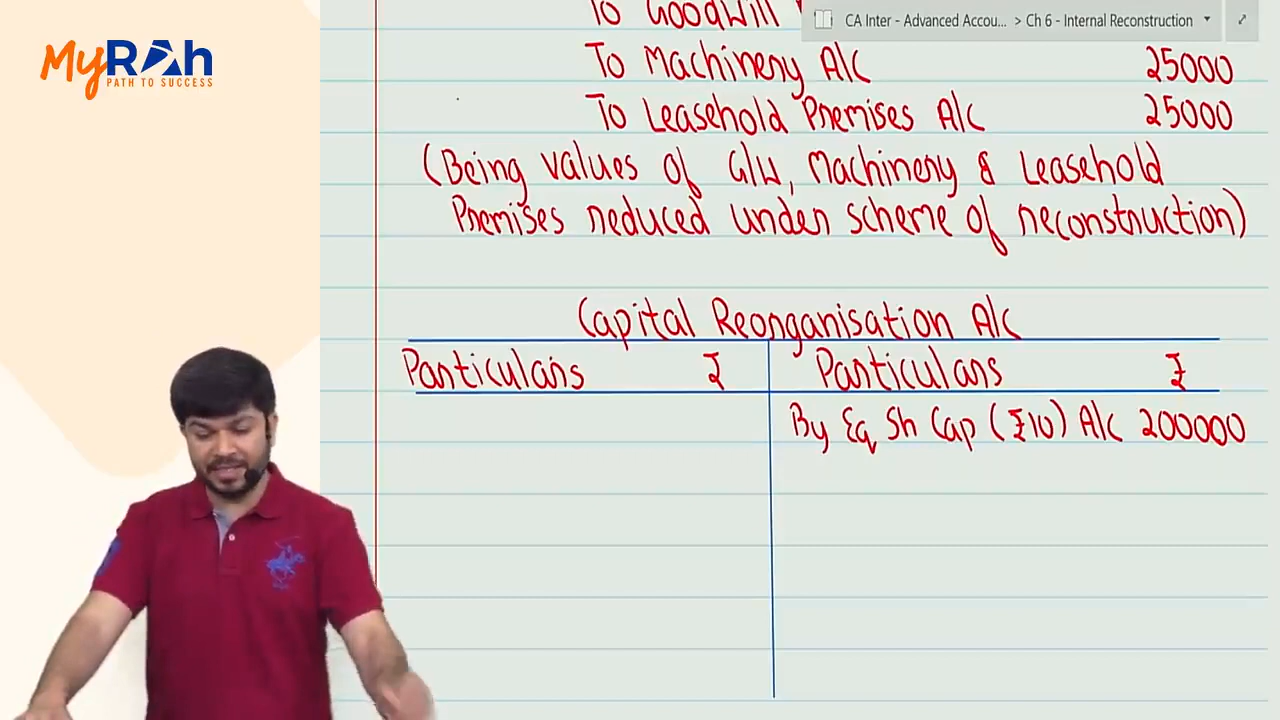 MyRAh
PATH TO SUCCESS
CA Inter - Advanced Accou... > Ch 6 - Internal Reconstruction
To Goodwill
To Machinery A/c 25000
To Leasehold Premises A/c 25000
(Being values of G/W, Machinery & Leasehold
Premises reduced under scheme of reconstruction)
Capital Reorganisation A/c
Particulars ₹ Particulars ₹
By Eq Sh Cap (₹10) A/c 200000